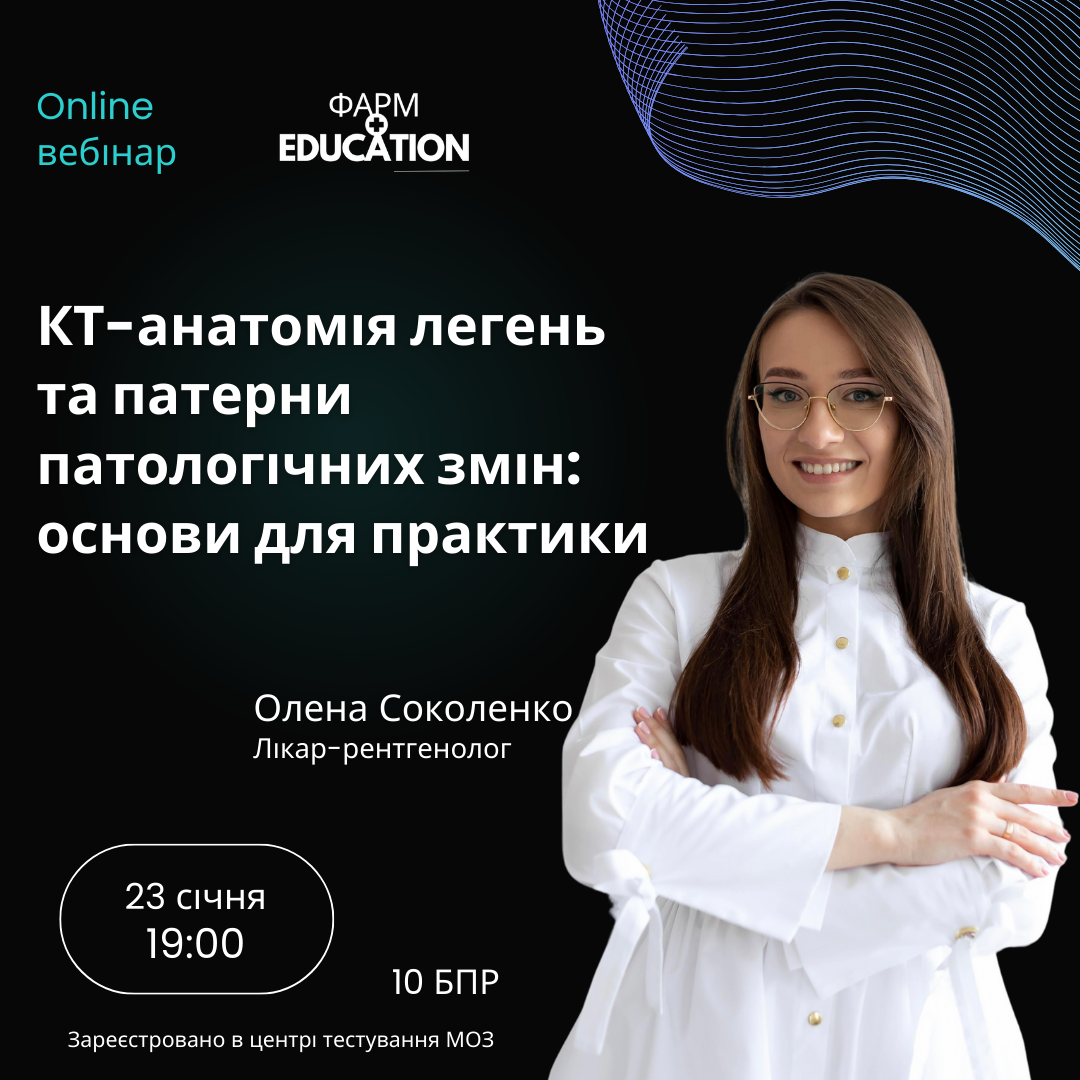 Online
вебінар
ФАРМ
EDUCATION
КТ-анатомія легень
та патерни
патологічних змін:
основи для практики
Олена Соколенко
Лікар-рентгенолог
23 січня
19:00
10 БПР
Зареєстровано в центрі тестування МОЗ